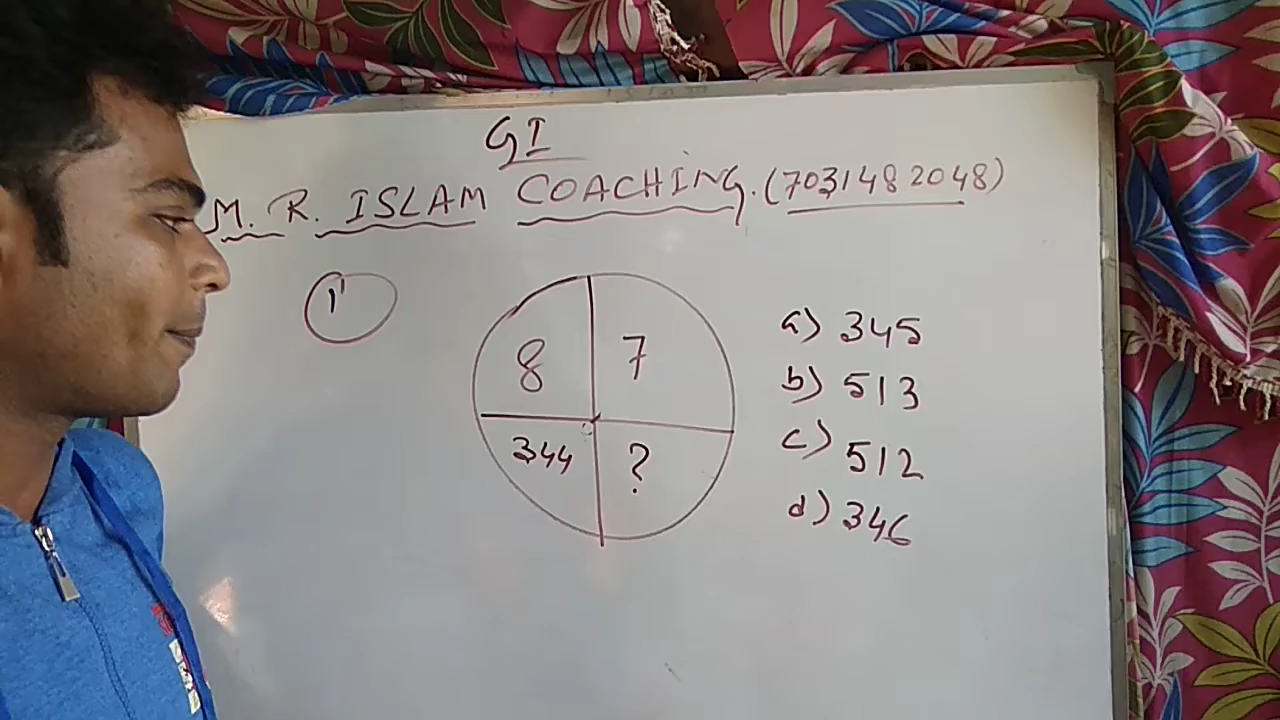 GI
M. R. ISLAM COACHING. (7031482048)
1
8 7
344 ?
a) 345
b) 513
c) 512
d) 346